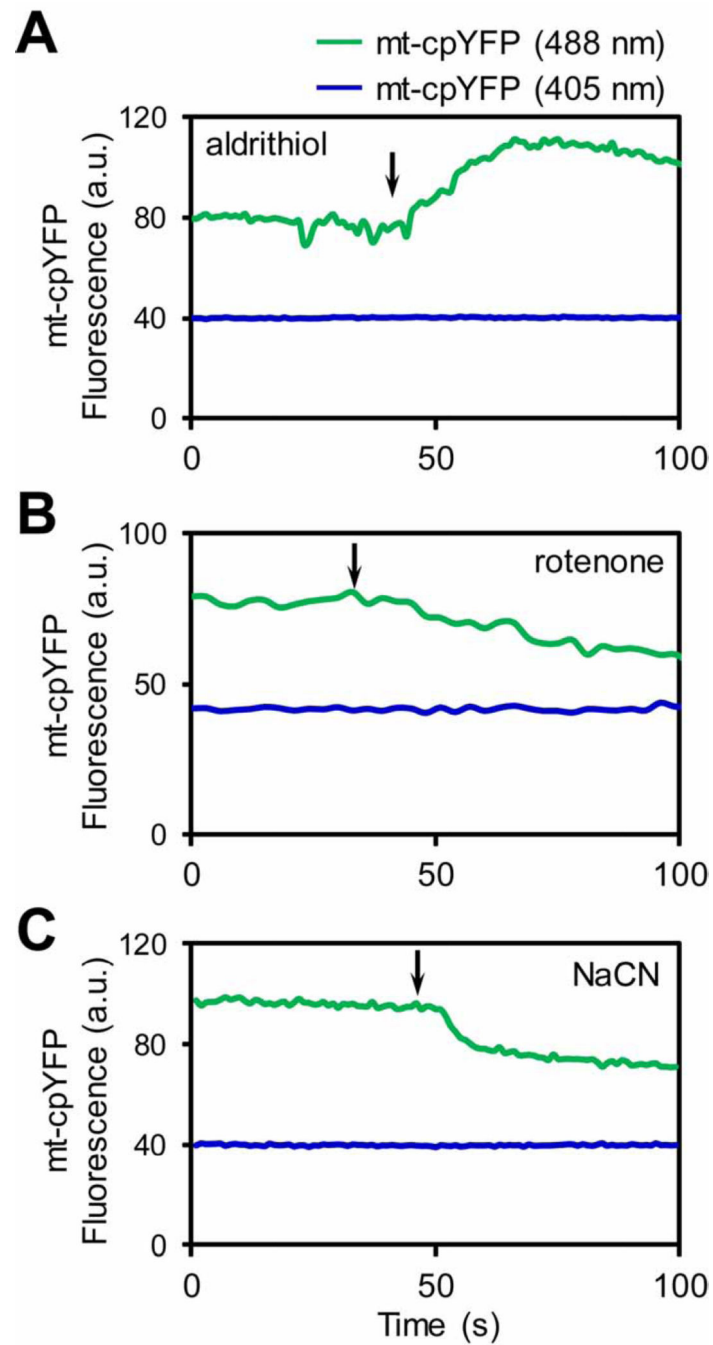 A
mt-cpYFP (488 nm)
mt-cpYFP (405 nm)
mt-cpYFP
Fluorescence (a.u.)
120
80
40
0
aldrithiol
0 50 100
B
mt-cpYFP
Fluorescence (a.u.)
100
50
0
rotenone
0 50 100
C
mt-cpYFP
Fluorescence (a.u.)
120
80
40
0
NaCN
0 50 100
Time (s)